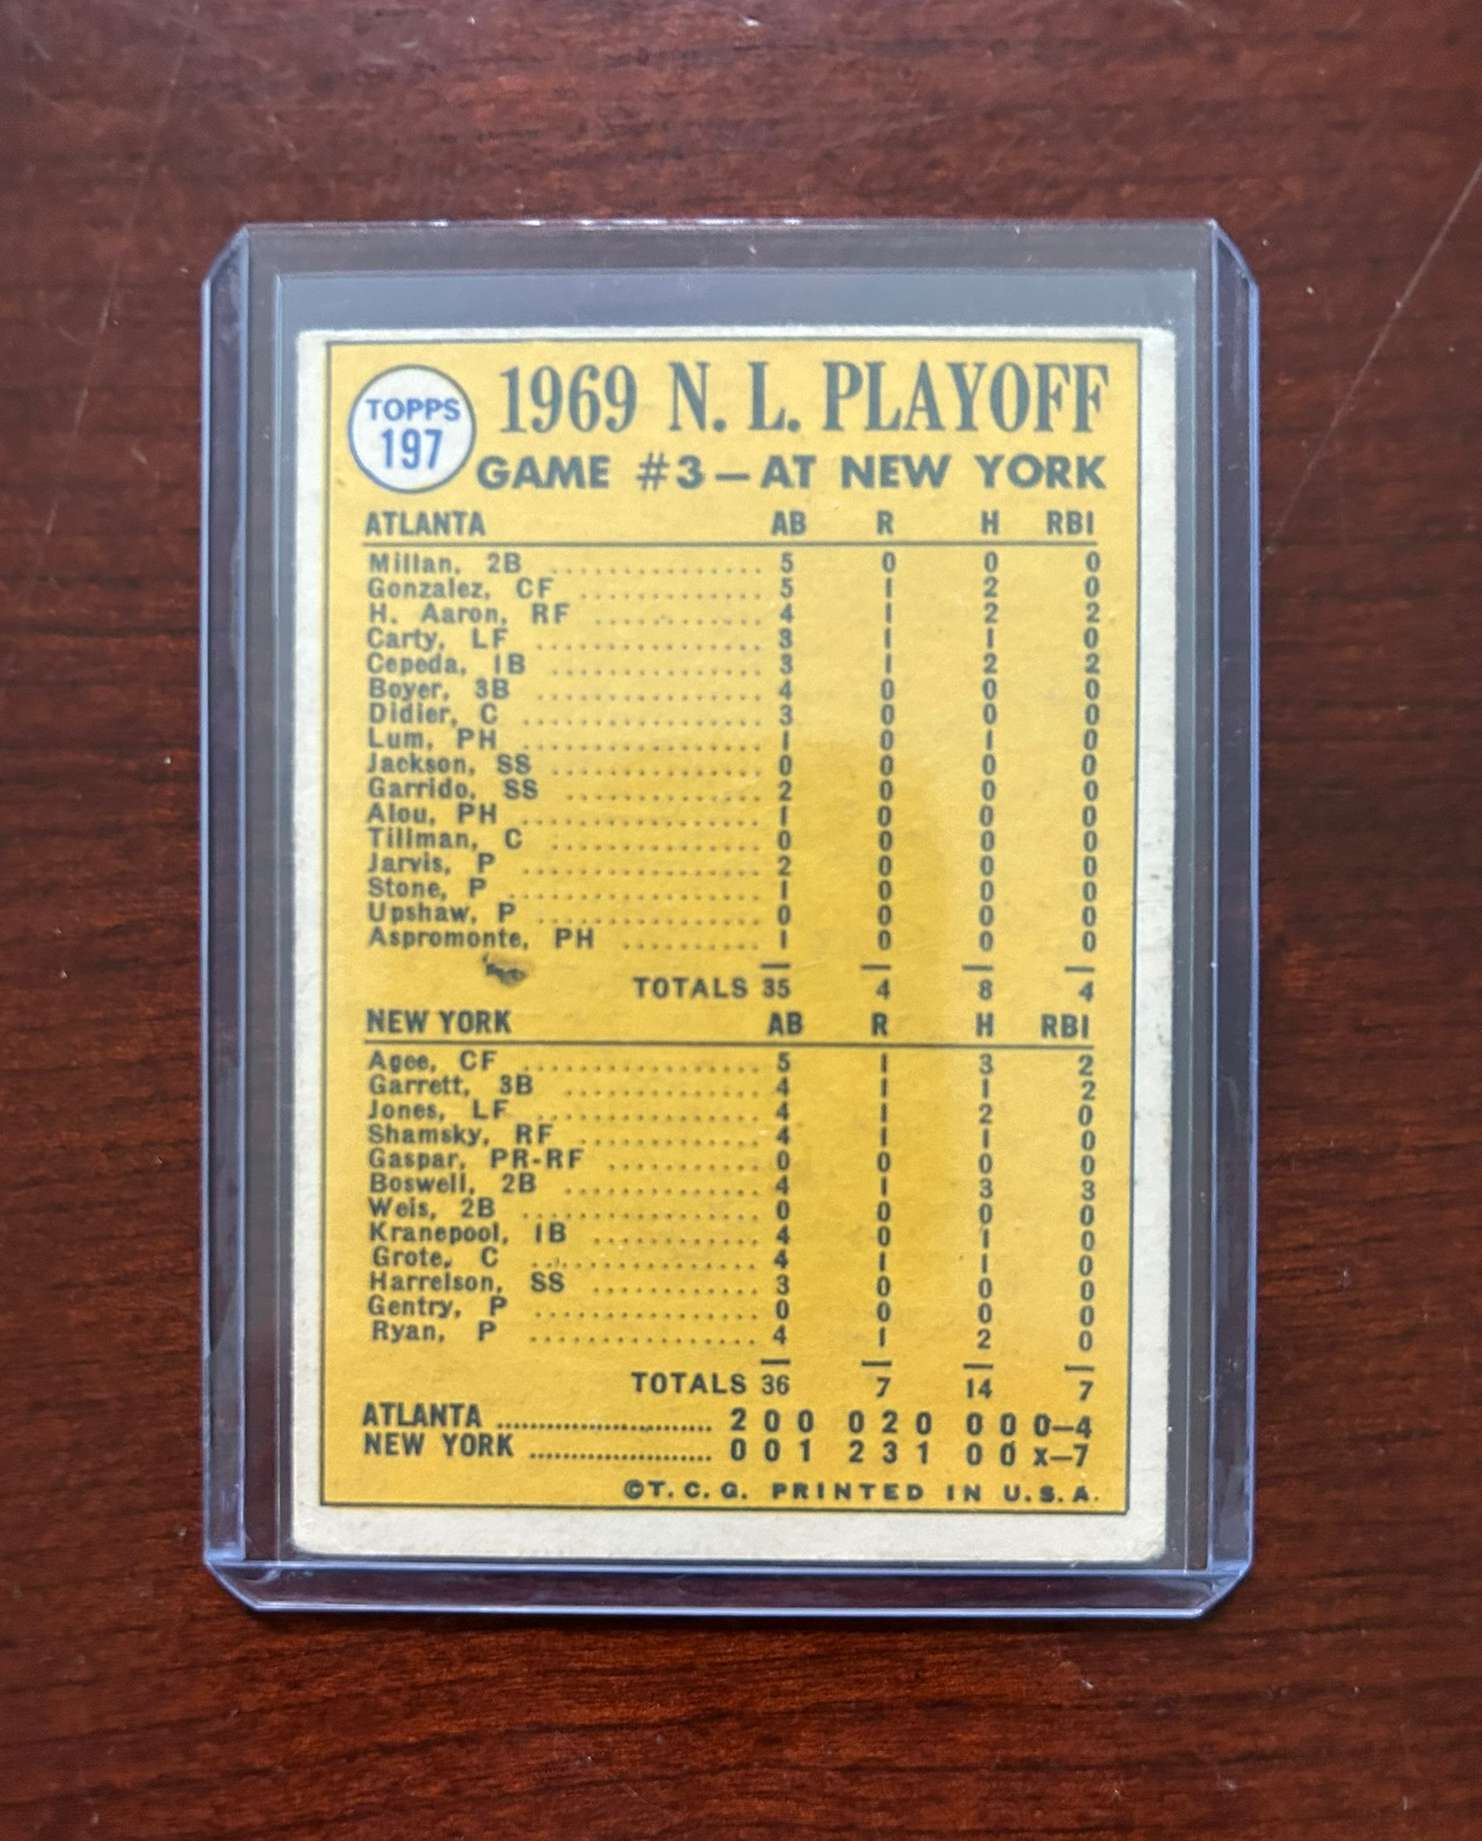 TOPPS
197
1969 N. L. PLAYOFF
GAME #3—AT NEW YORK
ATLANTA AB R H RBI
Millan, 2B .................... 5 0 0 0
Gonzalez, CF .................. 5 1 2 0
H. Aaron, RF ................. 4 1 2 2
Carty, LF ..................... 3 1 1 0
Cepeda, 1B ................... 3 1 2 2
Boyer, 3B ..................... 4 0 0 0
Didier, C ...................... 3 0 0 0
Lum, PH ...................... 1 0 1 0
Jackson, SS ................... 0 0 0 0
Garrido, SS ................... 2 0 0 0
Alou, PH ...................... 1 0 0 0
Tillman, C .................... 0 0 0 0
Jarvis, P ...................... 2 0 0 0
Stone, P ....................... 1 0 0 0
Upshaw, P ..................... 0 0 0 0
Aspromonte, PH .............. 1 0 0 0
TOTALS 35 4 8 4
NEW YORK AB R H RBI
Agee, CF ...................... 5 1 3 2
Garrett, 3B ................... 4 1 1 2
Jones, LF ..................... 4 1 2 0
Shamsky, RF .................. 4 1 1 0
Gaspar, PR-RF ................ 0 0 0 0
Boswell, 2B ................... 4 1 3 3
Weis, 2B ...................... 0 0 0 0
Kranepool, 1B ................ 4 0 1 0
Grote, C ...................... 4 1 1 0
Harrelson, SS ................. 3 0 0 0
Gentry, P ..................... 0 0 0 0
Ryan, P ....................... 4 1 2 0
TOTALS 36 7 14 7
ATLANTA ........................ 2 0 0 0 2 0 0 0 0—4
NEW YORK ..................... 0 0 1 2 3 1 0 0 x—7
©T. C. G. PRINTED IN U. S. A.